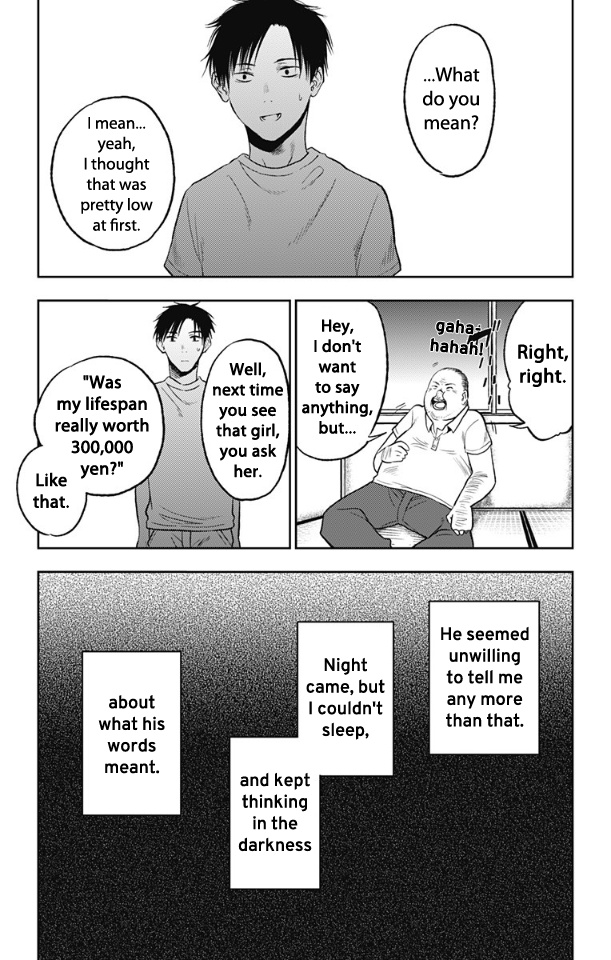 ...What
do you
mean?
I mean...
yeah,
I thought
that was
pretty low
at first.
Right,
right.
gaha-
hahah!
Hey,
I don't
want
to say
anything,
but...
Well,
next time
you see
that girl,
you ask
her.
"Was
my lifespan
really worth
300,000
yen?"
Like
that.
He seemed
unwilling
to tell me
any more
than that.
Night
came, but
I couldn't
sleep,
and kept
thinking
in the
darkness
about
what his
words
meant.